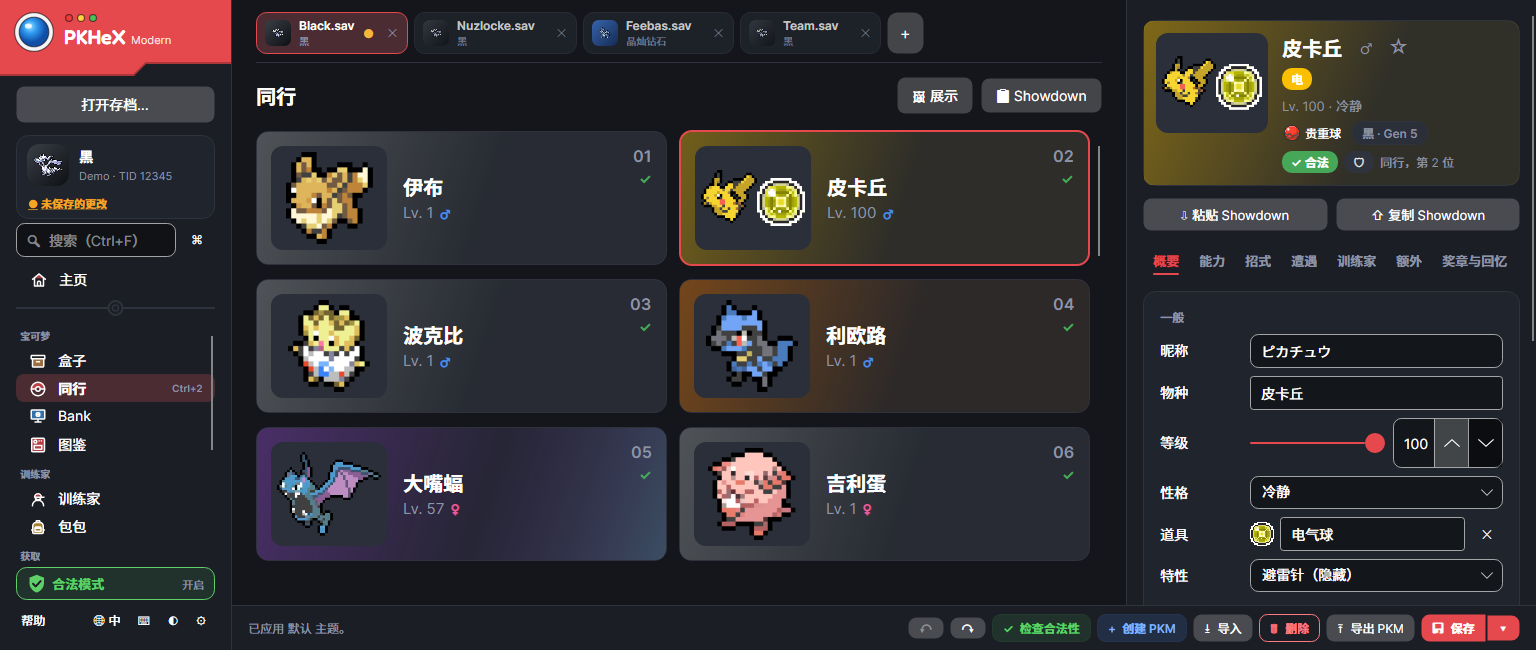 PKHeX Modern
打开存档...
黑
Demo · TID 12345
未保存的更改
搜索（Ctrl+F）
⌘
主页
宝可梦
盒子
同行 Ctrl+2
Bank
图鉴
训练家
训练家
包包
获取
合法模式 开启
帮助 中
Black.sav
黑
Nuzlocke.sav
黑
Feebas.sav
晶灿钻石
Team.sav
黑
+
同行
展示
Showdown
01
伊布
Lv. 1 ♂
02
皮卡丘
Lv. 100 ♂
03
波克比
Lv. 1 ♂
04
利欧路
Lv. 1 ♂
05
大嘴蝠
Lv. 57 ♀
06
吉利蛋
Lv. 1 ♀
已应用 默认 主题。
✓ 检查合法性
+ 创建 PKM
导入
删除
导出 PKM
保存
皮卡丘 ♂ ☆
电
Lv. 100 · 冷静
贵重球 黑 · Gen 5
✓ 合法 同行，第 2 位
⇩ 粘贴 Showdown
⇧ 复制 Showdown
概要 能力 招式 遭遇 训练家 额外 奖章与回忆
一般
昵称 ピカチュウ
物种 皮卡丘
等级 100
性格 冷静
道具 电气球
特性 避雷针（隐藏）